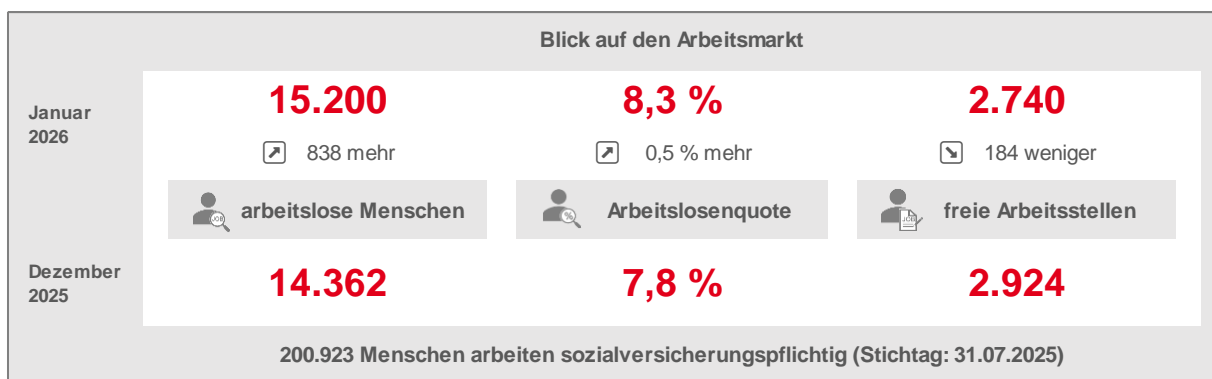 Blick auf den Arbeitsmarkt
Januar
2026
15.200
8,3 %
2.740
838 mehr
0,5 % mehr
184 weniger
JOB
arbeitslose Menschen
%
Arbeitslosenquote
JOB
freie Arbeitsstellen
Dezember
2025
14.362
7,8 %
2.924
200.923 Menschen arbeiten sozialversicherungspflichtig (Stichtag: 31.07.2025)